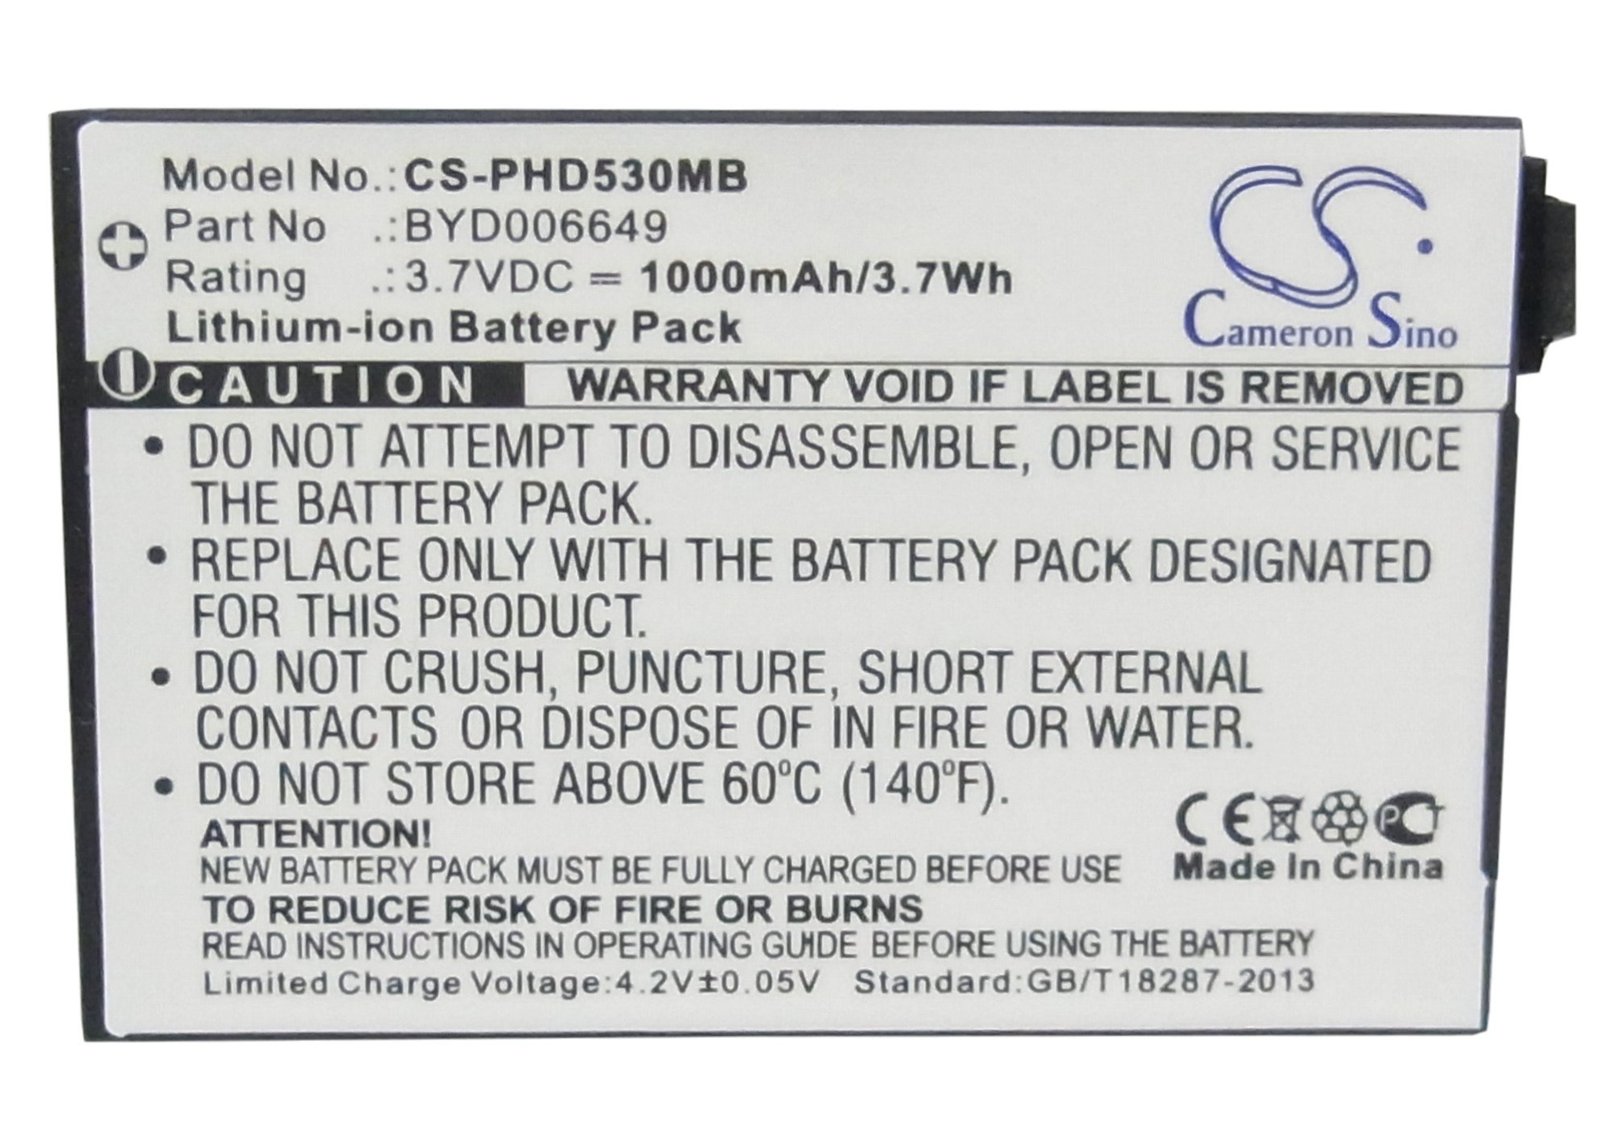 Model No.:CS-PHD530MB
Part No .:BYD006649
Rating .:3.7VDC = 1000mAh/3.7Wh
Lithium-ion Battery Pack
CS
Cameron Sino
CAUTION WARRANTY VOID IF LABEL IS REMOVED
• DO NOT ATTEMPT TO DISASSEMBLE, OPEN OR SERVICE
THE BATTERY PACK.
• REPLACE ONLY WITH THE BATTERY PACK DESIGNATED
FOR THIS PRODUCT.
• DO NOT CRUSH, PUNCTURE, SHORT EXTERNAL
CONTACTS OR DISPOSE OF IN FIRE OR WATER.
• DO NOT STORE ABOVE 60ºC (140ºF).
ATTENTION!
NEW BATTERY PACK MUST BE FULLY CHARGED BEFORE USE
CE PCT
Made In China
TO REDUCE RISK OF FIRE OR BURNS
READ INSTRUCTIONS IN OPERATING GUIDE BEFORE USING THE BATTERY
Limited Charge Voltage:4.2V±0.05V Standard:GB/T18287-2013